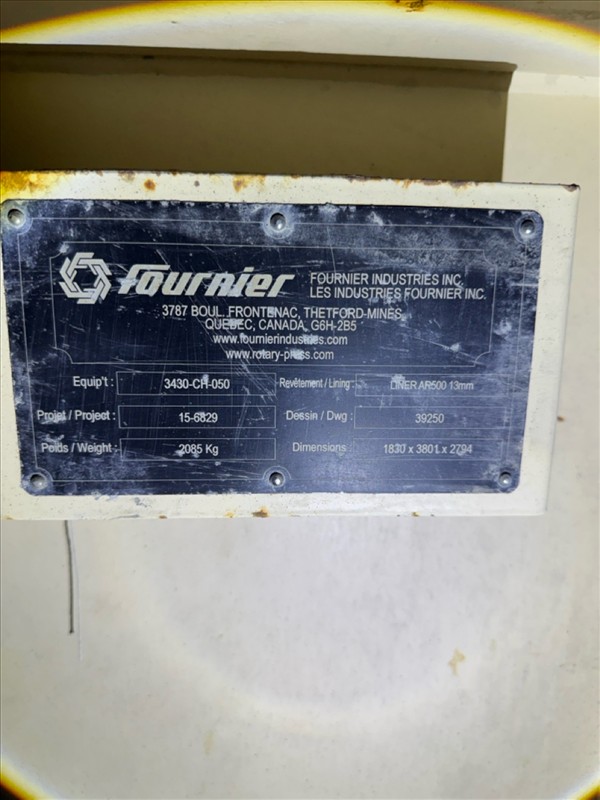 fournier
FOURNIER INDUSTRIES INC.
LES INDUSTRIES FOURNIER INC.
3787 BOUL. FRONTENAC, THETFORD-MINES
QUEBEC, CANADA, G6H-2B5
www.fournierindustries.com
www.rotary-press.com
Equip't : 3430-CH-050 Revêtement / Lining : LINER AR500 13mm
Projet / Project : 15-6829 Dessin / Dwg : 39250
Poids / Weight : 2085 Kg Dimensions : 1830 x 3801 x 2794